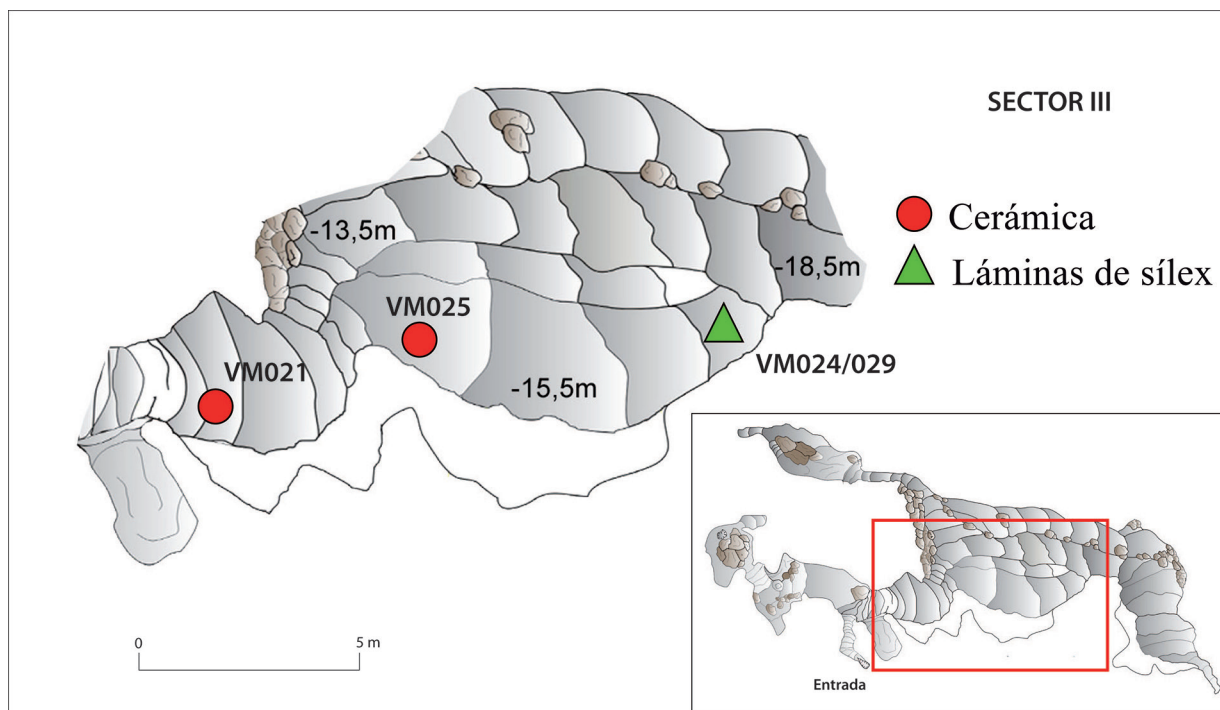 SECTOR III
Cerámica
Láminas de sílex
-13,5m
-18,5m
VM025
VM021
VM024/029
-15,5m
0 5 m
Entrada